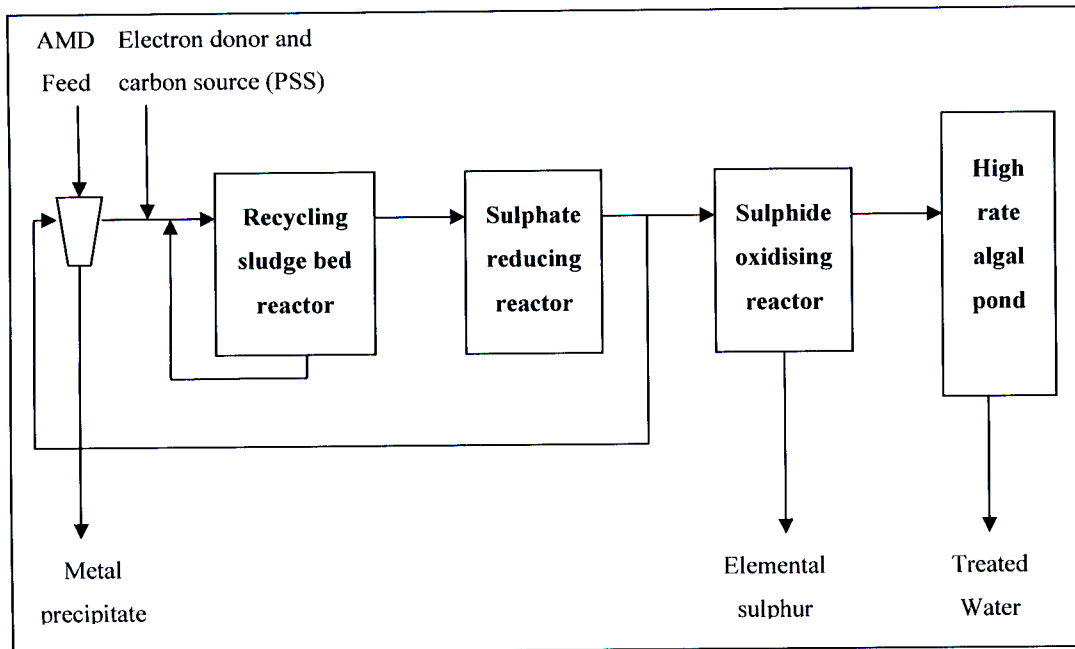 AMD
Feed
Electron donor and
carbon source (PSS)
Recycling
sludge bed
reactor
Sulphate
reducing
reactor
Sulphide
oxidising
reactor
High
rate
algal
pond
Metal
precipitate
Elemental
sulphur
Treated
Water